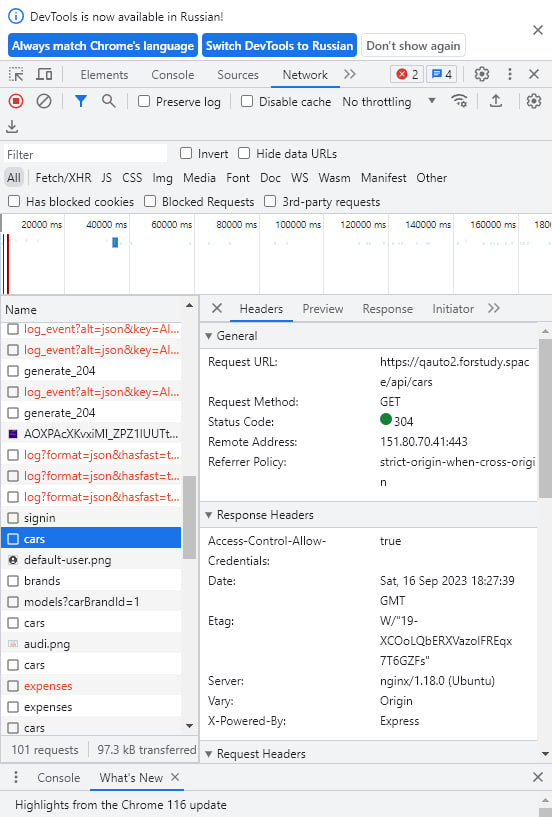 DevTools is now available in Russian!
Always match Chrome's language Switch DevTools to Russian Don't show again
Elements Console Sources Network 2 4
Preserve log Disable cache No throttling
Filter Invert Hide data URLs
All Fetch/XHR JS CSS Img Media Font Doc WS Wasm Manifest Other
Has blocked cookies Blocked Requests 3rd-party requests
20000 ms 40000 ms 60000 ms 80000 ms 100000 ms 120000 ms 140000 ms 160000 ms 180
Name
log_event?alt=json&key=AI...
log_event?alt=json&key=AI...
generate_204
log_event?alt=json&key=AI...
generate_204
AOXPAcXKvxiMI_ZPZ1IUUTt...
log?format=json&hasfast=t...
log?format=json&hasfast=t...
log?format=json&hasfast=t...
signin
cars
default-user.png
brands
models?carBrandId=1
cars
audi.png
cars
expenses
expenses
cars
101 requests 97.3 kB transferred
Headers Preview Response Initiator
General
Request URL: https://qauto2.forstudy.spac
e/api/cars
Request Method: GET
Status Code: 304
Remote Address: 151.80.70.41:443
Referrer Policy: strict-origin-when-cross-origi
n
Response Headers
Access-Control-Allow- true
Credentials:
Date: Sat, 16 Sep 2023 18:27:39
GMT
Etag: W/"19-
XCOoLQbERXVazolFREqx
7T6GZFs"
Server: nginx/1.18.0 (Ubuntu)
Vary: Origin
X-Powered-By: Express
Request Headers
Console What's New
Highlights from the Chrome 116 update